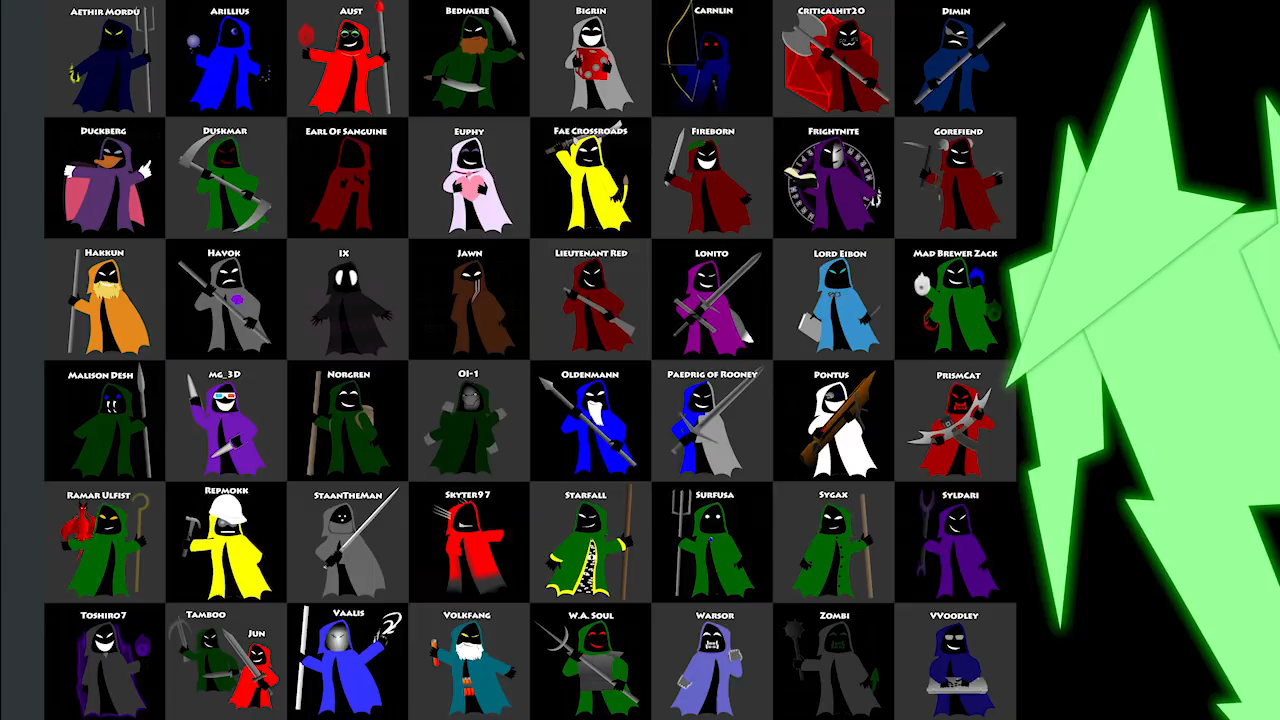 Aethir Mordu
Arillius
Aust
Bedimere
Bigrin
Carnlin
Criticalhit20
Dimin
Duckberg
Duskmar
Earl Of Sanguine
Euphy
Fae Crossroads
Fireborn
Frightnite
Gorefiend
Hakkun
Havok
IX
Jawn
Lieutenant Red
Lonito
Lord Eibon
Mad Brewer Zack
Malison Desh
mg_3D
Norgren
OI-1
Oldenmann
Paedrig of Rooney
Pontus
PrismCat
Ramar Ulfist
Repmokk
StaanTheMan
Skyter97
Starfall
Surfusa
Sygax
Syldari
Toshiro7
Tamboo
Jun
Vaalis
Volkfang
W.A. Soul
Warsor
Zombi
VVoodley